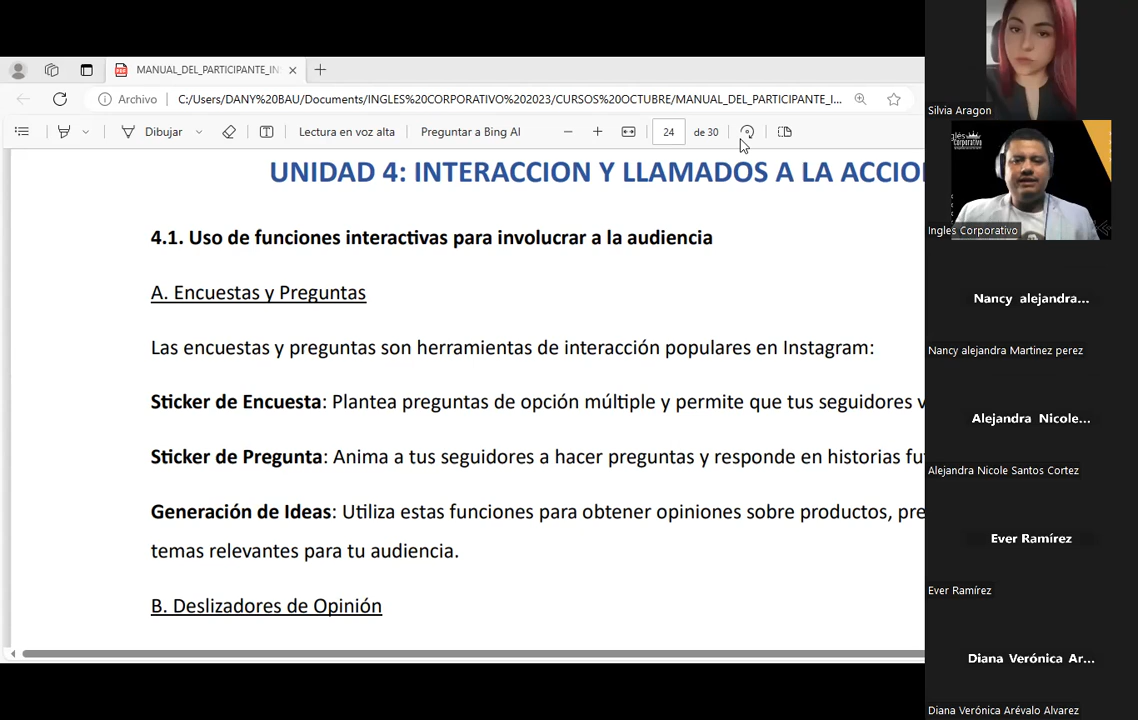 MANUAL_DEL_PARTICIPANTE_IN
Archivo C:/Users/DANY%20BAU/Documents/INGLES%20CORPORATIVO%202023/CURSOS%20OCTUBRE/MANUAL_DEL_PARTICIPANTE_I...
Dibujar Lectura en voz alta Preguntar a Bing AI 24 de 30
UNIDAD 4: INTERACCION Y LLAMADOS A LA ACCIO
4.1. Uso de funciones interactivas para involucrar a la audiencia
A. Encuestas y Preguntas
Las encuestas y preguntas son herramientas de interacción populares en Instagram:
Sticker de Encuesta: Plantea preguntas de opción múltiple y permite que tus seguidores v
Sticker de Pregunta: Anima a tus seguidores a hacer preguntas y responde en historias fu
Generación de Ideas: Utiliza estas funciones para obtener opiniones sobre productos, pre
temas relevantes para tu audiencia.
B. Deslizadores de Opinión
Silvia Aragon
Corporativo
Ingles Corporativo
Nancy alejandra...
Nancy alejandra Martinez perez
Alejandra Nicole...
Alejandra Nicole Santos Cortez
Ever Ramírez
Ever Ramírez
Diana Verónica Ar...
Diana Verónica Arévalo Alvarez